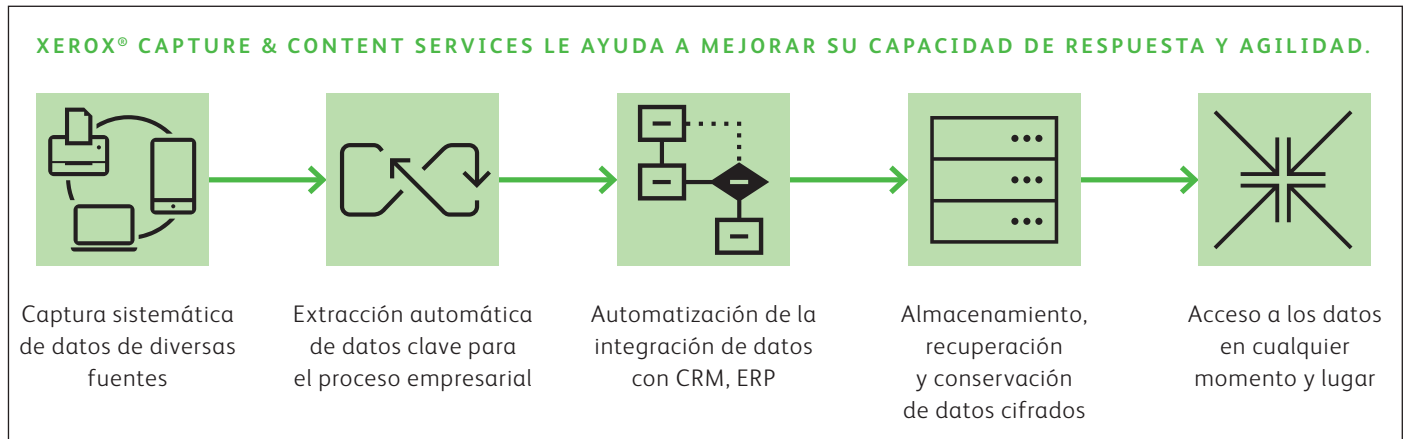 XEROX® CAPTURE & CONTENT SERVICES LE AYUDA A MEJORAR SU CAPACIDAD DE RESPUESTA Y AGILIDAD.
Captura sistemática
de datos de diversas
fuentes
Extracción automática
de datos clave para
el proceso empresarial
Automatización de la
integración de datos
con CRM, ERP
Almacenamiento,
recuperación
y conservación
de datos cifrados
Acceso a los datos
en cualquier
momento y lugar